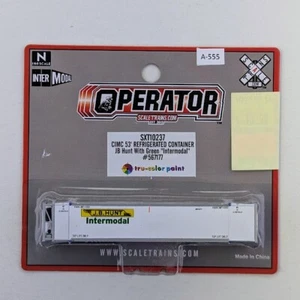 N
INTER MODAL
A-555
OPERATOR
SCALETRAINS.COM
SXT10237
CIMC 53' REFRIGERATED CONTAINER
JB Hunt With Green "Intermodal"
#567177
tru-color paint
J.B. HUNT
Intermodal
WWW.SCALETRAINS.COM
Made in China